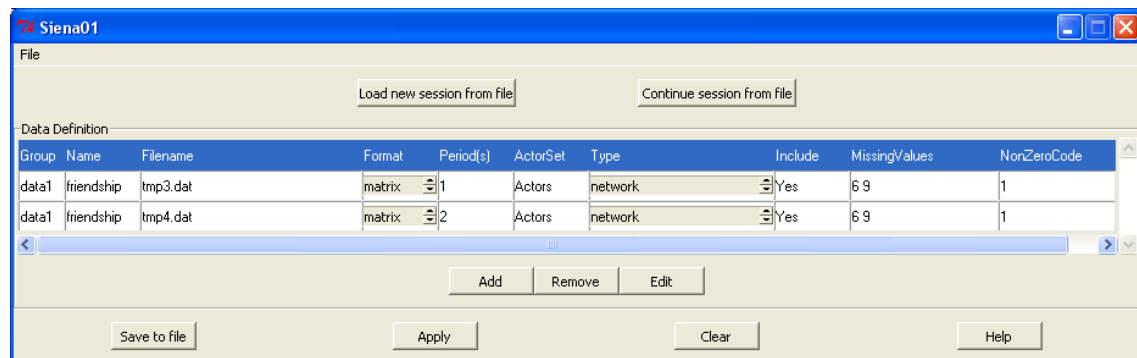 Siena01
File
Load new session from file Continue session from file
Data Definition
Group Name Filename Format Period(s) ActorSet Type Include MissingValues NonZeroCode
data1 friendship tmp3.dat matrix 1 Actors network Yes 6 9 1
data1 friendship tmp4.dat matrix 2 Actors network Yes 6 9 1
Add Remove Edit
Save to file Apply Clear Help